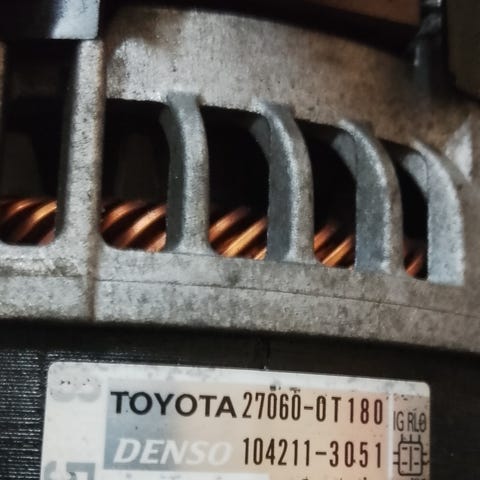 TOYOTA 27060-0T180
DENSO 104211-3051
IG RLO